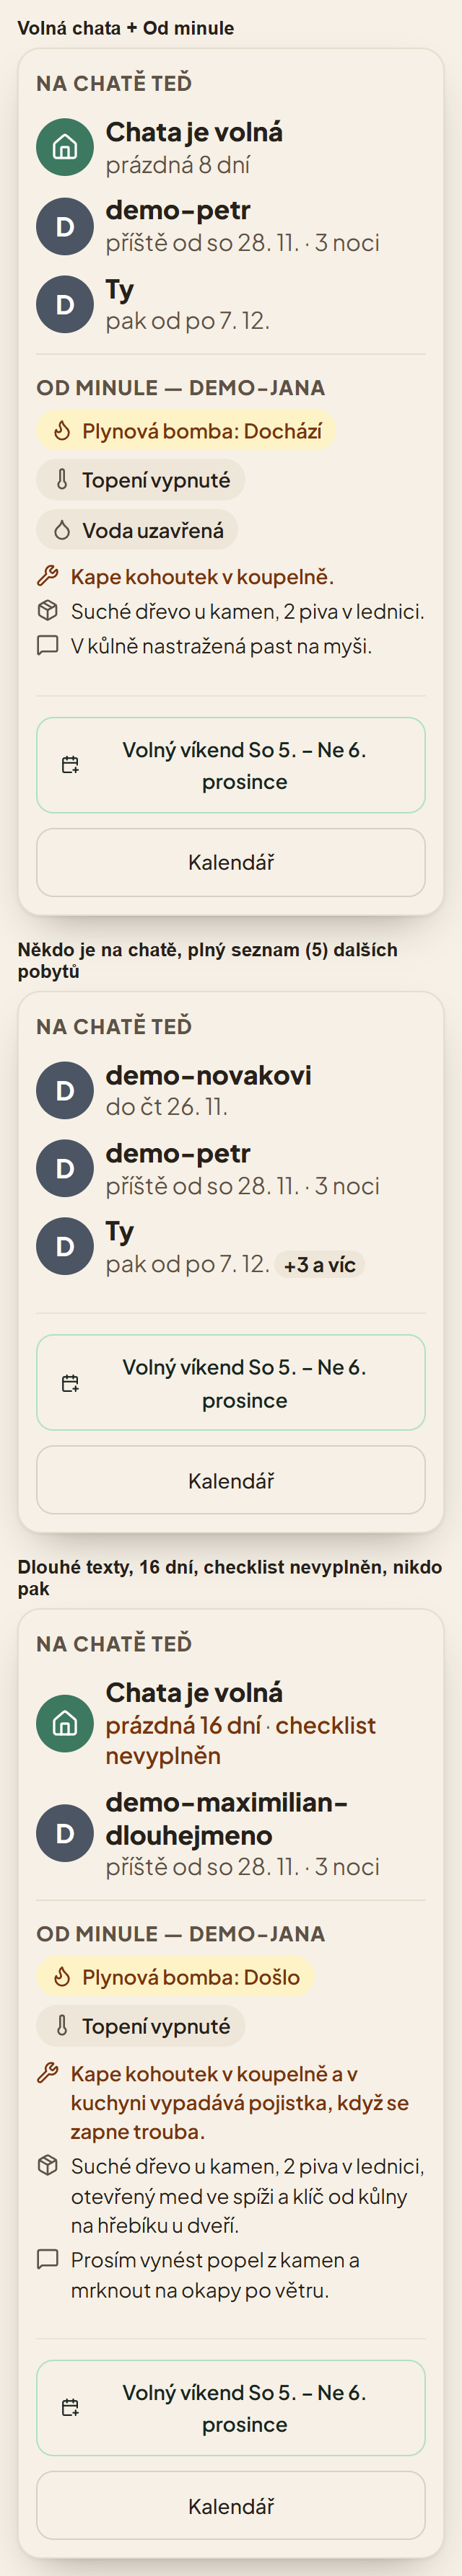 Volná chata + Od minule
NA CHATĚ TEĎ
Chata je volná
prázdná 8 dní
D
demo-petr
příště od so 28. 11. · 3 noci
D
Ty
pak od po 7. 12.
OD MINULE — DEMO-JANA
Plynová bomba: Dochází
Topení vypnuté
Voda uzavřená
Kape kohoutek v koupelně.
Suché dřevo u kamen, 2 piva v lednici.
V kůlně nastražená past na myši.
Volný víkend So 5. – Ne 6.
prosince
Kalendář
Někdo je na chatě, plný seznam (5) dalších
pobytů
NA CHATĚ TEĎ
D
demo-novakovi
do čt 26. 11.
D
demo-petr
příště od so 28. 11. · 3 noci
D
Ty
pak od po 7. 12. +3 a víc
Volný víkend So 5. – Ne 6.
prosince
Kalendář
Dlouhé texty, 16 dní, checklist nevyplněn, nikdo
pak
NA CHATĚ TEĎ
Chata je volná
prázdná 16 dní · checklist
nevyplněn
D
demo-maximilian-
dlouhejmeno
příště od so 28. 11. · 3 noci
OD MINULE — DEMO-JANA
Plynová bomba: Došlo
Topení vypnuté
Kape kohoutek v koupelně a v
kuchyni vypadává pojistka, když se
zapne trouba.
Suché dřevo u kamen, 2 piva v lednici,
otevřený med ve spíži a klíč od kůlny
na hřebíku u dveří.
Prosím vynést popel z kamen a
mrknout na okapy po větru.
Volný víkend So 5. – Ne 6.
prosince
Kalendář